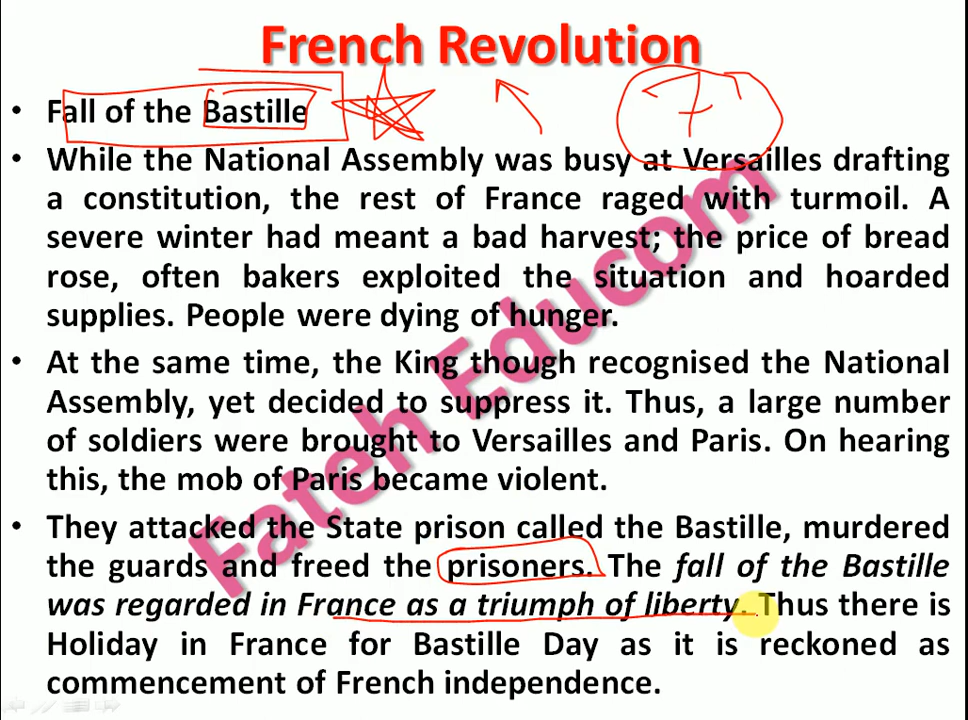 French Revolution
• Fall of the Bastille
7
• While the National Assembly was busy at Versailles drafting
a constitution, the rest of France raged with turmoil. A
severe winter had meant a bad harvest; the price of bread
rose, often bakers exploited the situation and hoarded
supplies. People were dying of hunger.
• At the same time, the King though recognised the National
Assembly, yet decided to suppress it. Thus, a large number
of soldiers were brought to Versailles and Paris. On hearing
this, the mob of Paris became violent.
• They attacked the State prison called the Bastille, murdered
the guards and freed the prisoners. The fall of the Bastille
was regarded in France as a triumph of liberty. Thus there is
Holiday in France for Bastille Day as it is reckoned as
commencement of French independence.
Fateh Educom